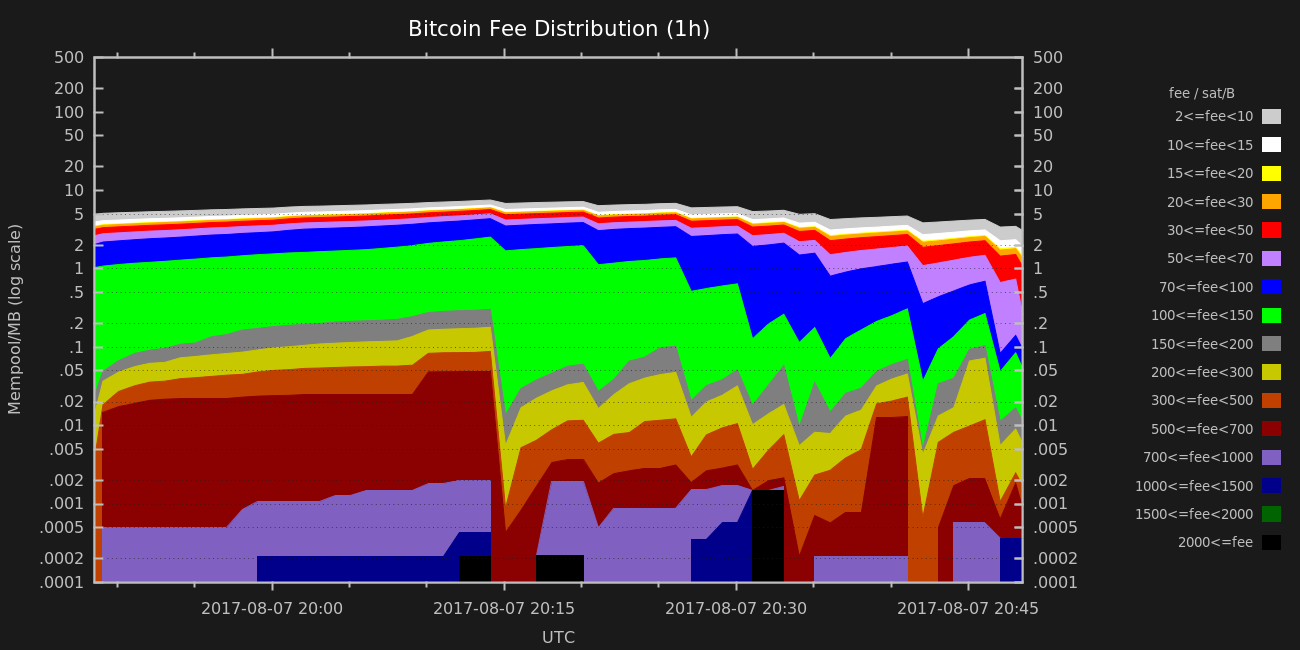 Bitcoin Fee Distribution (1h)
500 500
200 200
100 100
50 50
20 20
10 10
5 5
2 2
1 1
.5 .5
.2 .2
.1 .1
.05 .05
.02 .02
.01 .01
.005 .005
.002 .002
.001 .001
.0005 .0005
.0002 .0002
.0001 .0001
Mempool/MB (log scale)
2017-08-07 20:00 2017-08-07 20:15 2017-08-07 20:30 2017-08-07 20:45
UTC
fee / sat/B
2<=fee<10
10<=fee<15
15<=fee<20
20<=fee<30
30<=fee<50
50<=fee<70
70<=fee<100
100<=fee<150
150<=fee<200
200<=fee<300
300<=fee<500
500<=fee<700
700<=fee<1000
1000<=fee<1500
1500<=fee<2000
2000<=fee